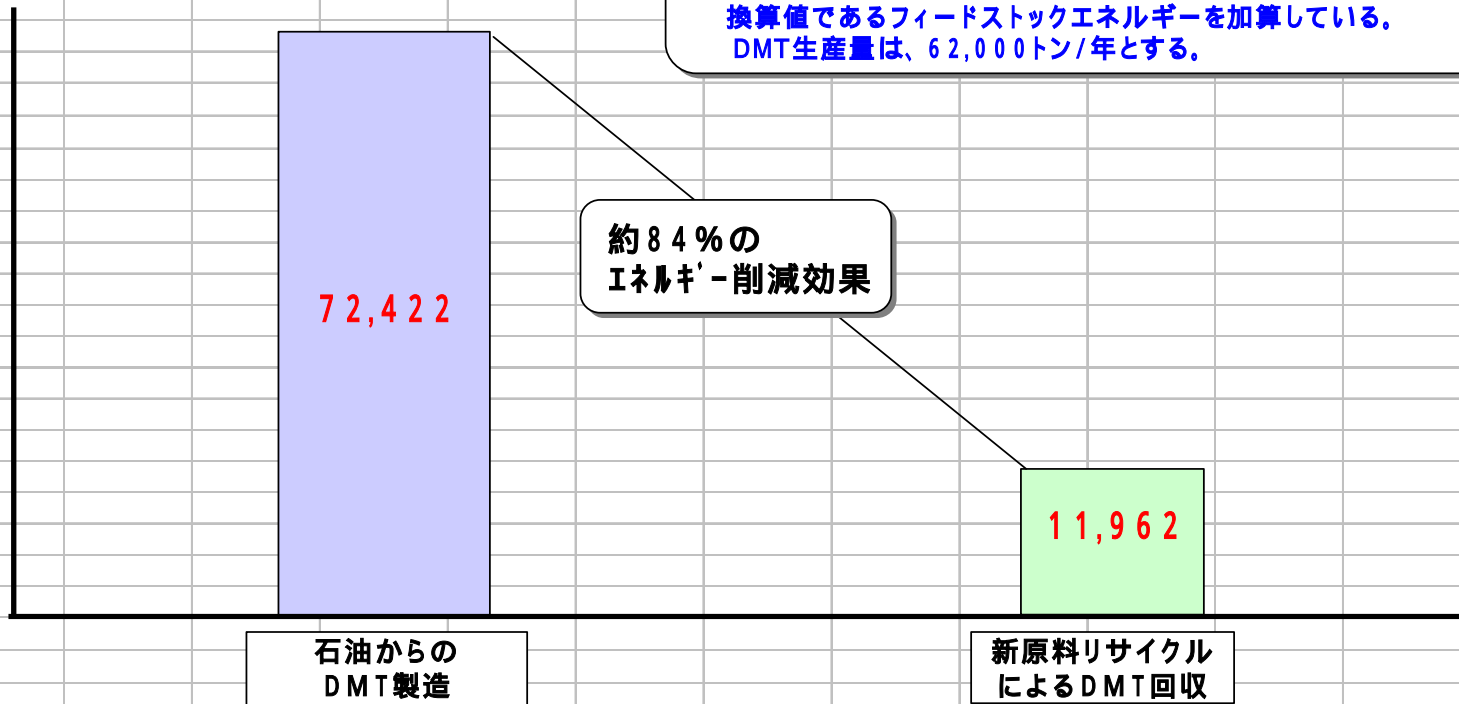 換算値であるフィードストックエネルギーを加算している。
DMT生産量は、62,000トン/年とする。
約84%の
ｴﾈﾙｷﾞｰ削減効果
72,422
11,962
石油からの
DMT製造
新原料リサイクル
によるDMT回収